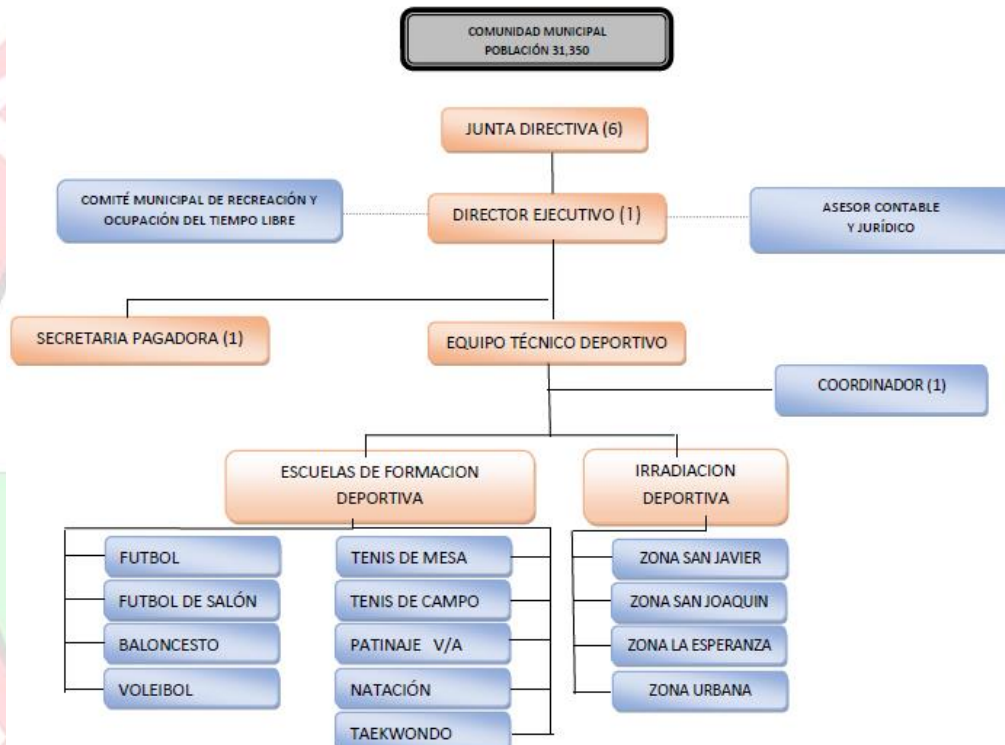 COMUNIDAD MUNICIPAL
POBLACIÓN 31,350
JUNTA DIRECTIVA (6)
COMITÉ MUNICIPAL DE RECREACIÓN Y
OCUPACIÓN DEL TIEMPO LIBRE
DIRECTOR EJECUTIVO (1)
ASESOR CONTABLE
Y JURÍDICO
SECRETARIA PAGADORA (1)
EQUIPO TÉCNICO DEPORTIVO
COORDINADOR (1)
ESCUELAS DE FORMACION
DEPORTIVA
IRRADIACION
DEPORTIVA
FUTBOL
FUTBOL DE SALÓN
BALONCESTO
VOLEIBOL
TENIS DE MESA
TENIS DE CAMPO
PATINAJE V/A
NATACIÓN
TAEKWONDO
ZONA SAN JAVIER
ZONA SAN JOAQUIN
ZONA LA ESPERANZA
ZONA URBANA